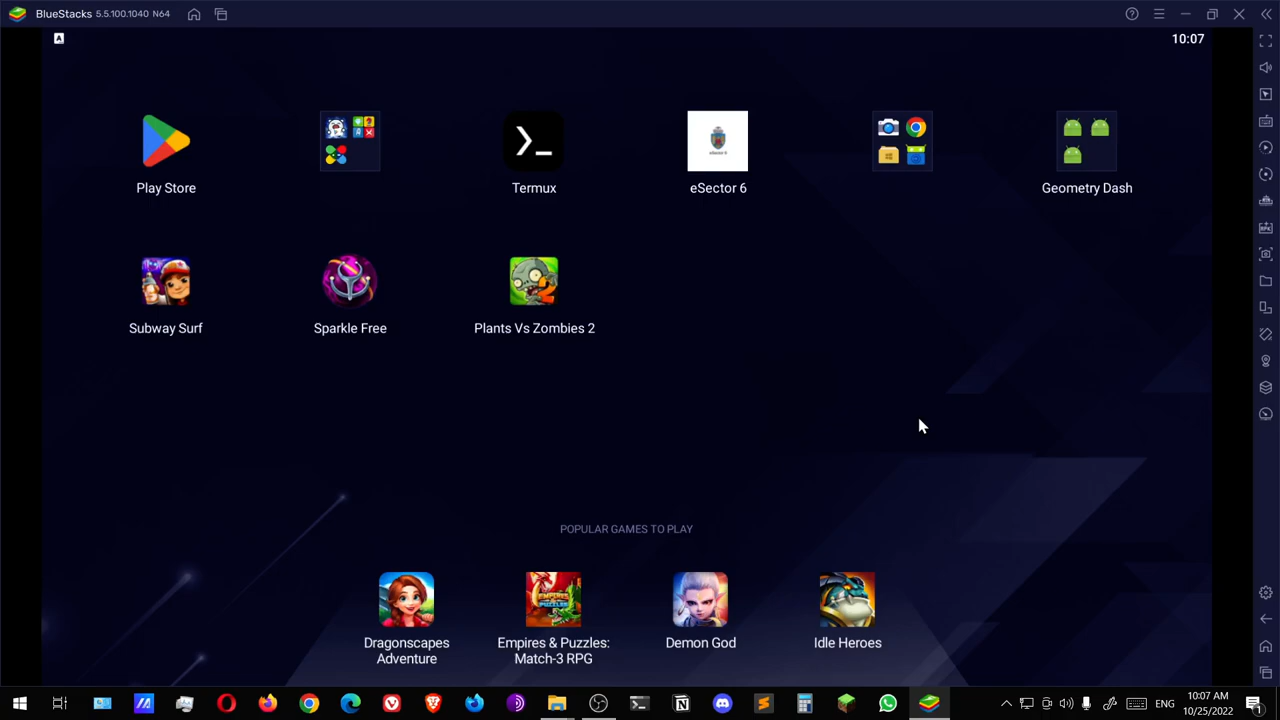 BlueStacks 5.5.100.1040 N64
A
10:07
Play Store
Termux
eSector 6
Geometry Dash
Subway Surf
Sparkle Free
Plants Vs Zombies 2
POPULAR GAMES TO PLAY
Dragonscapes
Adventure
Empires & Puzzles:
Match-3 RPG
Demon God
Idle Heroes
ENG
10:07 AM
10/25/2022